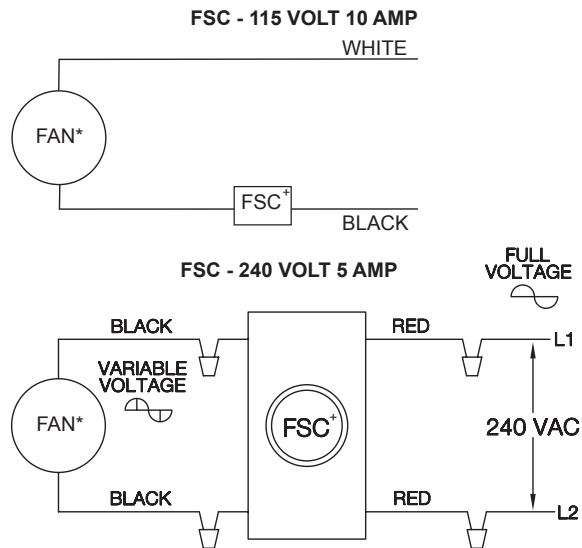 FSC - 115 VOLT 10 AMP
WHITE
FAN*
FSC+
BLACK
FSC - 240 VOLT 5 AMP
FULL
VOLTAGE
BLACK
RED
L1
VARIABLE
VOLTAGE
FAN*
FSC+
240 VAC
BLACK
RED
L2